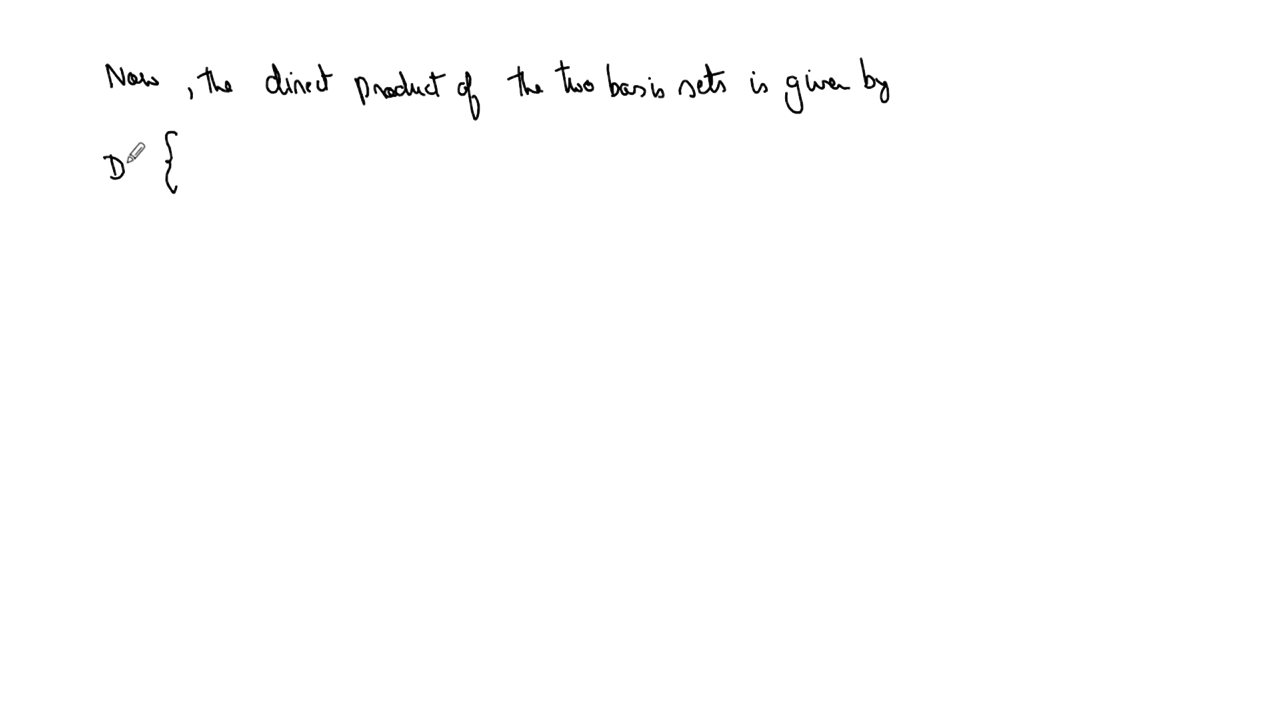 Now, the direct product of the two basis sets is given by
D {